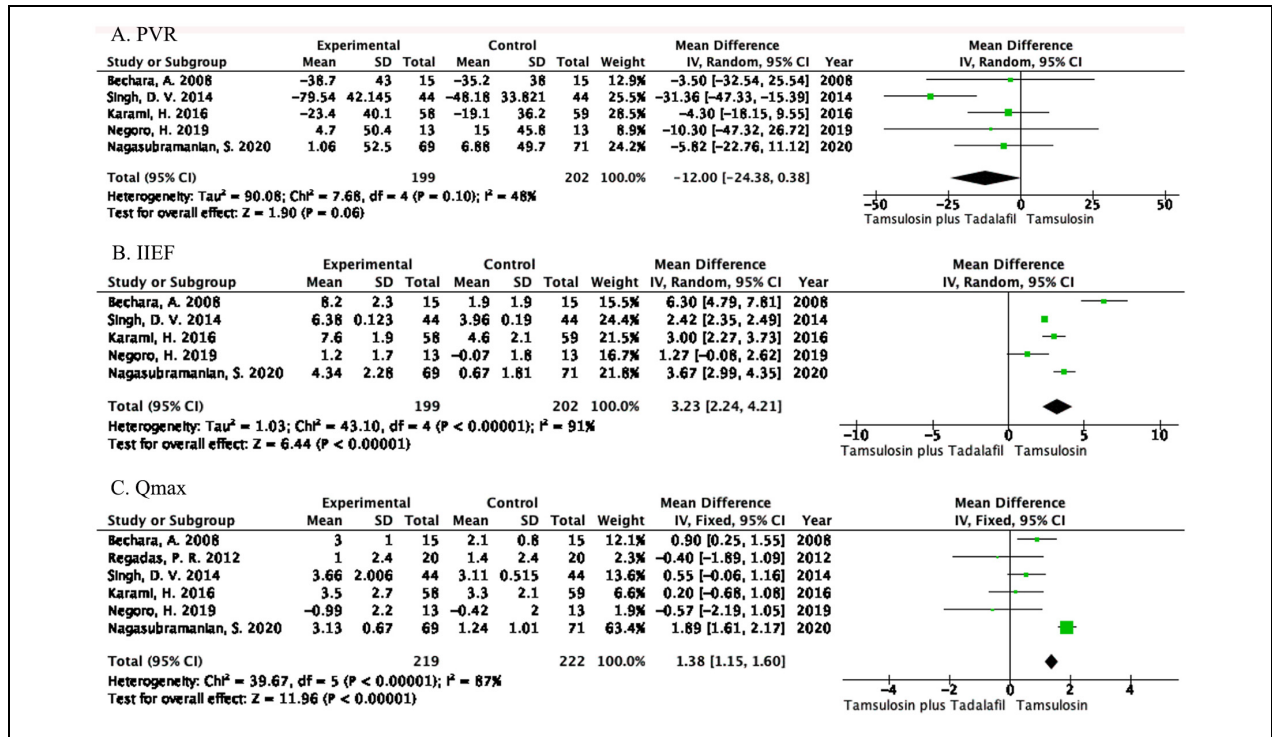 A. PVR
Experimental Control Mean Difference Mean Difference
Study or Subgroup Mean SD Total Mean SD Total Weight IV, Random, 95% CI Year IV, Random, 95% CI
Bechara, A. 2008 −38.7 43 15 −35.2 38 15 12.9% −3.50 [−32.54, 25.54] 2008
Singh, D. V. 2014 −79.54 42.145 44 −48.18 33.821 44 25.5% −31.36 [−47.33, −15.39] 2014
Karami, H. 2016 −23.4 40.1 58 −19.1 36.2 59 28.5% −4.30 [−18.15, 9.55] 2016
Negoro, H. 2019 4.7 50.4 13 15 45.8 13 8.9% −10.30 [−47.32, 26.72] 2019
Nagasubramanian, S. 2020 1.06 52.5 69 6.88 49.7 71 24.2% −5.82 [−22.76, 11.12] 2020
Total (95% CI) 199 202 100.0% −12.00 [−24.38, 0.38]
Heterogeneity: Tau² = 90.08; Chi² = 7.68, df = 4 (P = 0.10); I² = 48%
Test for overall effect: Z = 1.90 (P = 0.06)
−50 −25 0 25 50
Tamsulosin plus Tadalafil Tamsulosin
B. IIEF
Experimental Control Mean Difference Mean Difference
Study or Subgroup Mean SD Total Mean SD Total Weight IV, Random, 95% CI Year IV, Random, 95% CI
Bechara, A. 2008 8.2 2.3 15 1.9 1.9 15 15.5% 6.30 [4.79, 7.81] 2008
Singh, D. V. 2014 6.38 0.123 44 3.96 0.19 44 24.4% 2.42 [2.35, 2.49] 2014
Karami, H. 2016 7.6 1.9 58 4.6 2.1 59 21.5% 3.00 [2.27, 3.73] 2016
Negoro, H. 2019 1.2 1.7 13 −0.07 1.8 13 16.7% 1.27 [−0.08, 2.62] 2019
Nagasubramanian, S. 2020 4.34 2.28 69 0.67 1.81 71 21.8% 3.67 [2.99, 4.35] 2020
Total (95% CI) 199 202 100.0% 3.23 [2.24, 4.21]
Heterogeneity: Tau² = 1.03; Chi² = 43.10, df = 4 (P < 0.00001); I² = 91%
Test for overall effect: Z = 6.44 (P < 0.00001)
−10 −5 0 5 10
Tamsulosin plus Tadalafil Tamsulosin
C. Qmax
Experimental Control Mean Difference Mean Difference
Study or Subgroup Mean SD Total Mean SD Total Weight IV, Fixed, 95% CI Year IV, Fixed, 95% CI
Bechara, A. 2008 3 1 15 2.1 0.8 15 12.1% 0.90 [0.25, 1.55] 2008
Regadas, P. R. 2012 1 2.4 20 1.4 2.4 20 2.3% −0.40 [−1.89, 1.09] 2012
Singh, D. V. 2014 3.66 2.006 44 3.11 0.515 44 13.6% 0.55 [−0.06, 1.16] 2014
Karami, H. 2016 3.5 2.7 58 3.3 2.1 59 6.6% 0.20 [−0.68, 1.08] 2016
Negoro, H. 2019 −0.99 2.2 13 −0.42 2 13 1.9% −0.57 [−2.19, 1.05] 2019
Nagasubramanian, S. 2020 3.13 0.67 69 1.24 1.01 71 63.4% 1.89 [1.61, 2.17] 2020
Total (95% CI) 219 222 100.0% 1.38 [1.15, 1.60]
Heterogeneity: Chi² = 39.67, df = 5 (P < 0.00001); I² = 87%
Test for overall effect: Z = 11.96 (P < 0.00001)
−4 −2 0 2 4
Tamsulosin plus Tadalafil Tamsulosin